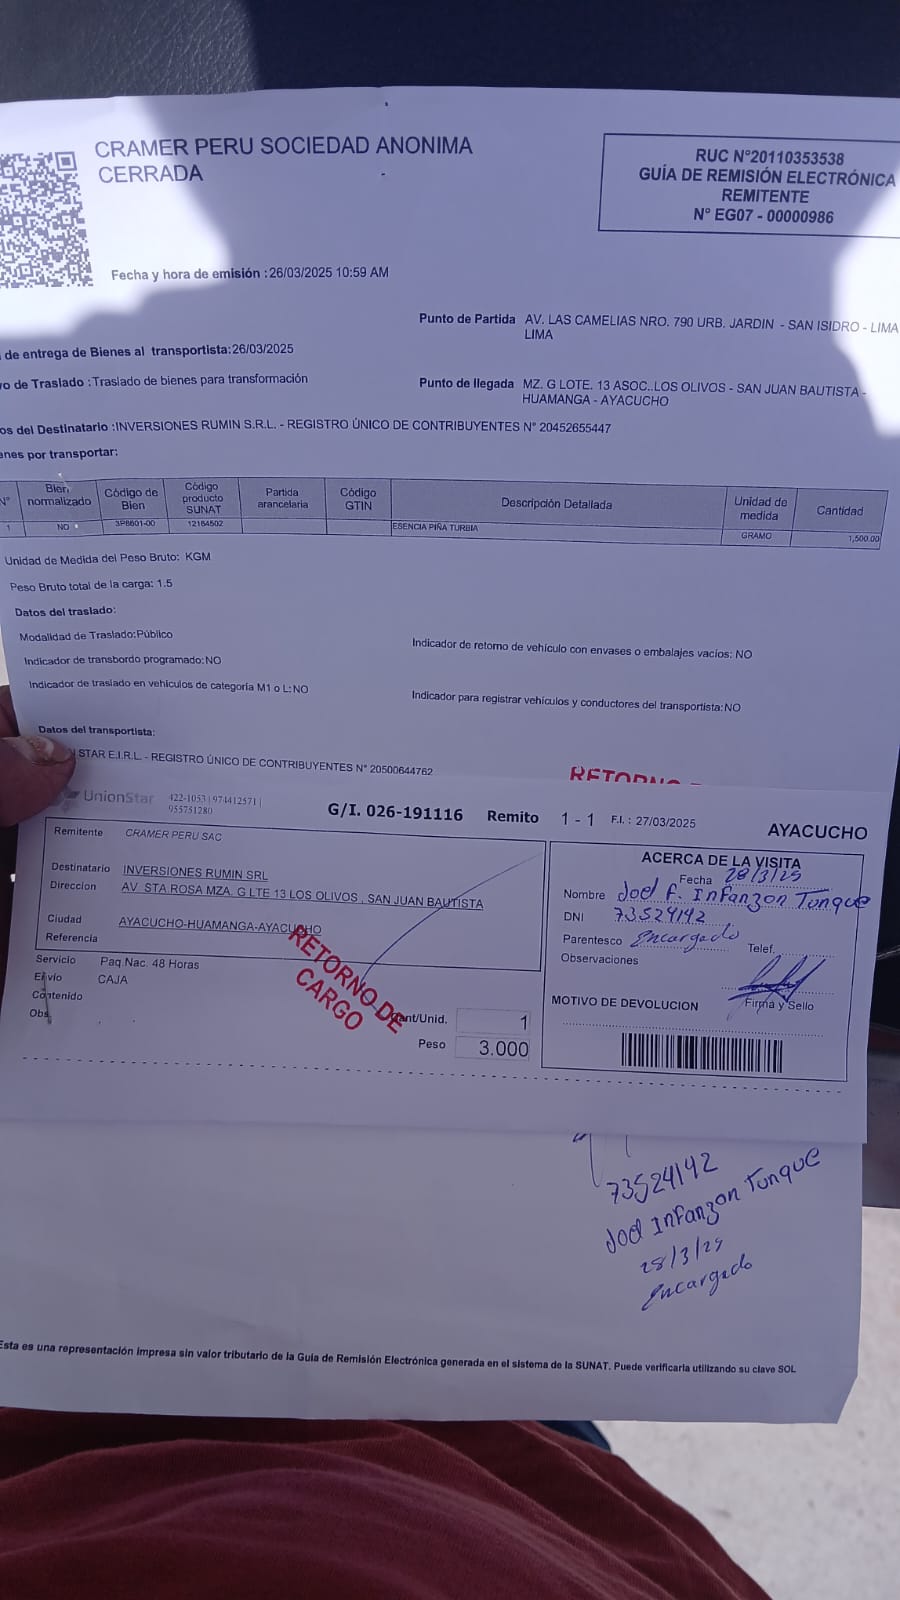 CRAMER PERU SOCIEDAD ANONIMA
CERRADA
RUC N°20110353538
GUÍA DE REMISIÓN ELECTRÓNICA
REMITENTE
N° EG07 - 00000986
Fecha y hora de emisión :26/03/2025 10:59 AM
Punto de Partida AV. LAS CAMELIAS NRO. 790 URB. JARDIN - SAN ISIDRO - LIMA
LIMA
de entrega de Bienes al transportista:26/03/2025
vo de Traslado :Traslado de bienes para transformación
Punto de llegada MZ. G LOTE. 13 ASOC..LOS OLIVOS - SAN JUAN BAUTISTA -
HUAMANGA - AYACUCHO
os del Destinatario :INVERSIONES RUMIN S.R.L. - REGISTRO ÚNICO DE CONTRIBUYENTES N° 20452655447
enes por transportar:
N° Bien normalizado Código de Bien Código producto SUNAT Partida arancelaria Código GTIN Descripción Detallada Unidad de medida Cantidad
1 NO 3P8601-00 12164502 ESENCIA PIÑA TURBIA GRAMO 1,500.00
Unidad de Medida del Peso Bruto: KGM
Peso Bruto total de la carga: 1.5
Datos del traslado:
Modalidad de Traslado:Público
Indicador de retorno de vehículo con envases o embalajes vacíos: NO
Indicador de transbordo programado:NO
Indicador de traslado en vehículos de categoría M1 o L:NO
Indicador para registrar vehículos y conductores del transportista:NO
Datos del transportista:
STAR E.I.R.L. - REGISTRO ÚNICO DE CONTRIBUYENTES N° 20500644762
RETORNO
UnionStar 422-1053 | 974412571 |
955751280
G/I. 026-191116 Remito 1 - 1 F.I. : 27/03/2025 AYACUCHO
Remitente CRAMER PERU SAC
Destinatario INVERSIONES RUMIN SRL
Direccion AV STA ROSA MZA. G LTE 13 LOS OLIVOS , SAN JUAN BAUTISTA
Ciudad AYACUCHO-HUAMANGA-AYACUCHO
Referencia
Servicio Paq.Nac. 48 Horas
Envío CAJA
Contenido
Obs.
RETORNO DE
CARGO
Cant/Unid. 1
Peso 3.000
ACERCA DE LA VISITA
Fecha 28/3/25
Nombre Joel F. Infanzon Tunque
DNI 73524142
Parentesco Encargado Telef.
Observaciones
Firma y Sello
MOTIVO DE DEVOLUCION
73524142
Joel Infanzon Tunque
28/3/25
Encargado
Esta es una representación impresa sin valor tributario de la Guía de Remisión Electrónica generada en el sistema de la SUNAT. Puede verificarla utilizando su clave SOL